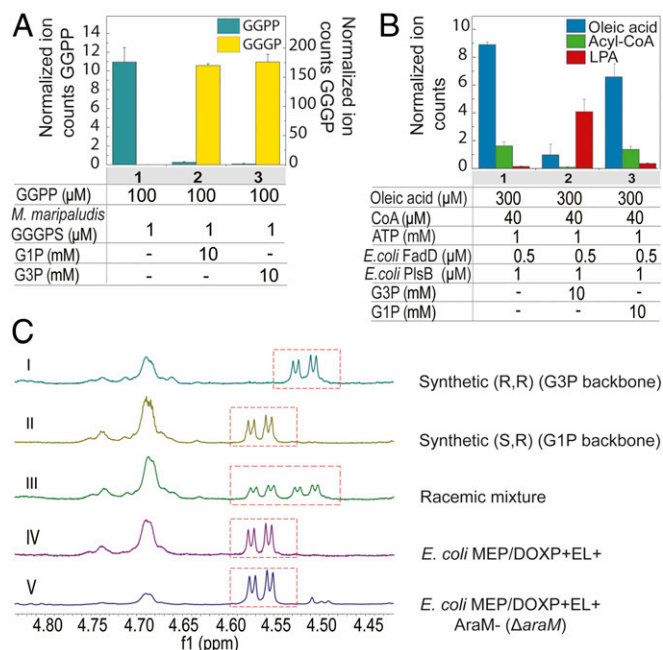 A
Normalized ion counts GGPP
14
12
10
8
6
4
2
0
GGPP
GGGP
175
150
125
100
75
50
25
0
Normalized ion counts GGGP
1 2 3
GGPP (µM) 100 100 100
M. maripaludis GGGPS (µM) 1 1 1
G1P (mM) - 10 -
G3P (mM) - - 10
B
Normalized ion counts
10
8
6
4
2
0
Oleic acid
Acyl-CoA
LPA
1 2 3
Oleic acid (µM) 300 300 300
CoA (µM) 40 40 40
ATP (mM) 1 1 1
E.coli FadD (µM) 0.5 0.5 0.5
E.coli PlsB (µM) 1 1 1
G3P (mM) - 10 -
G1P (mM) - - 10
C
I
Synthetic (R,R) (G3P backbone)
II
Synthetic (S,R) (G1P backbone)
III
Racemic mixture
IV
E. coli MEP/DOXP+EL+
V
E. coli MEP/DOXP+EL+
AraM- (ΔaraM)
4.80 4.75 4.70 4.65 4.60 4.55 4.50 4.45
f1 (ppm)